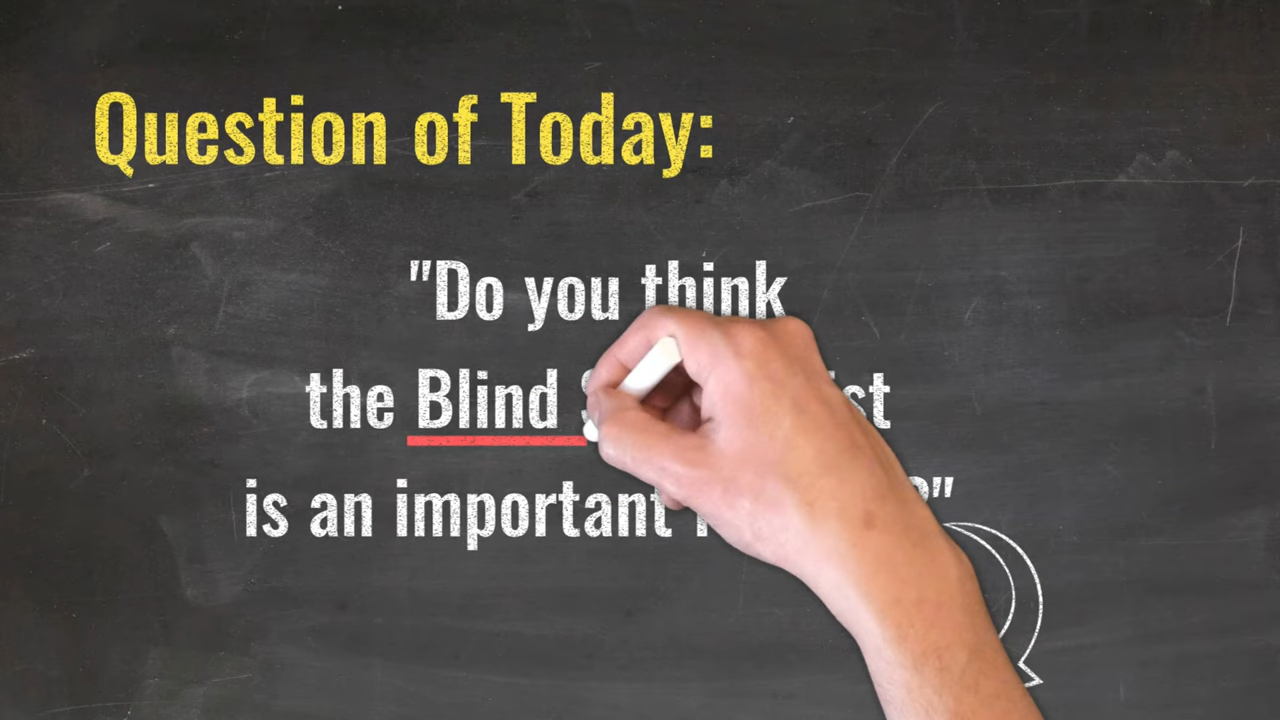 Question of Today:
"Do you think
the Blind
is an important